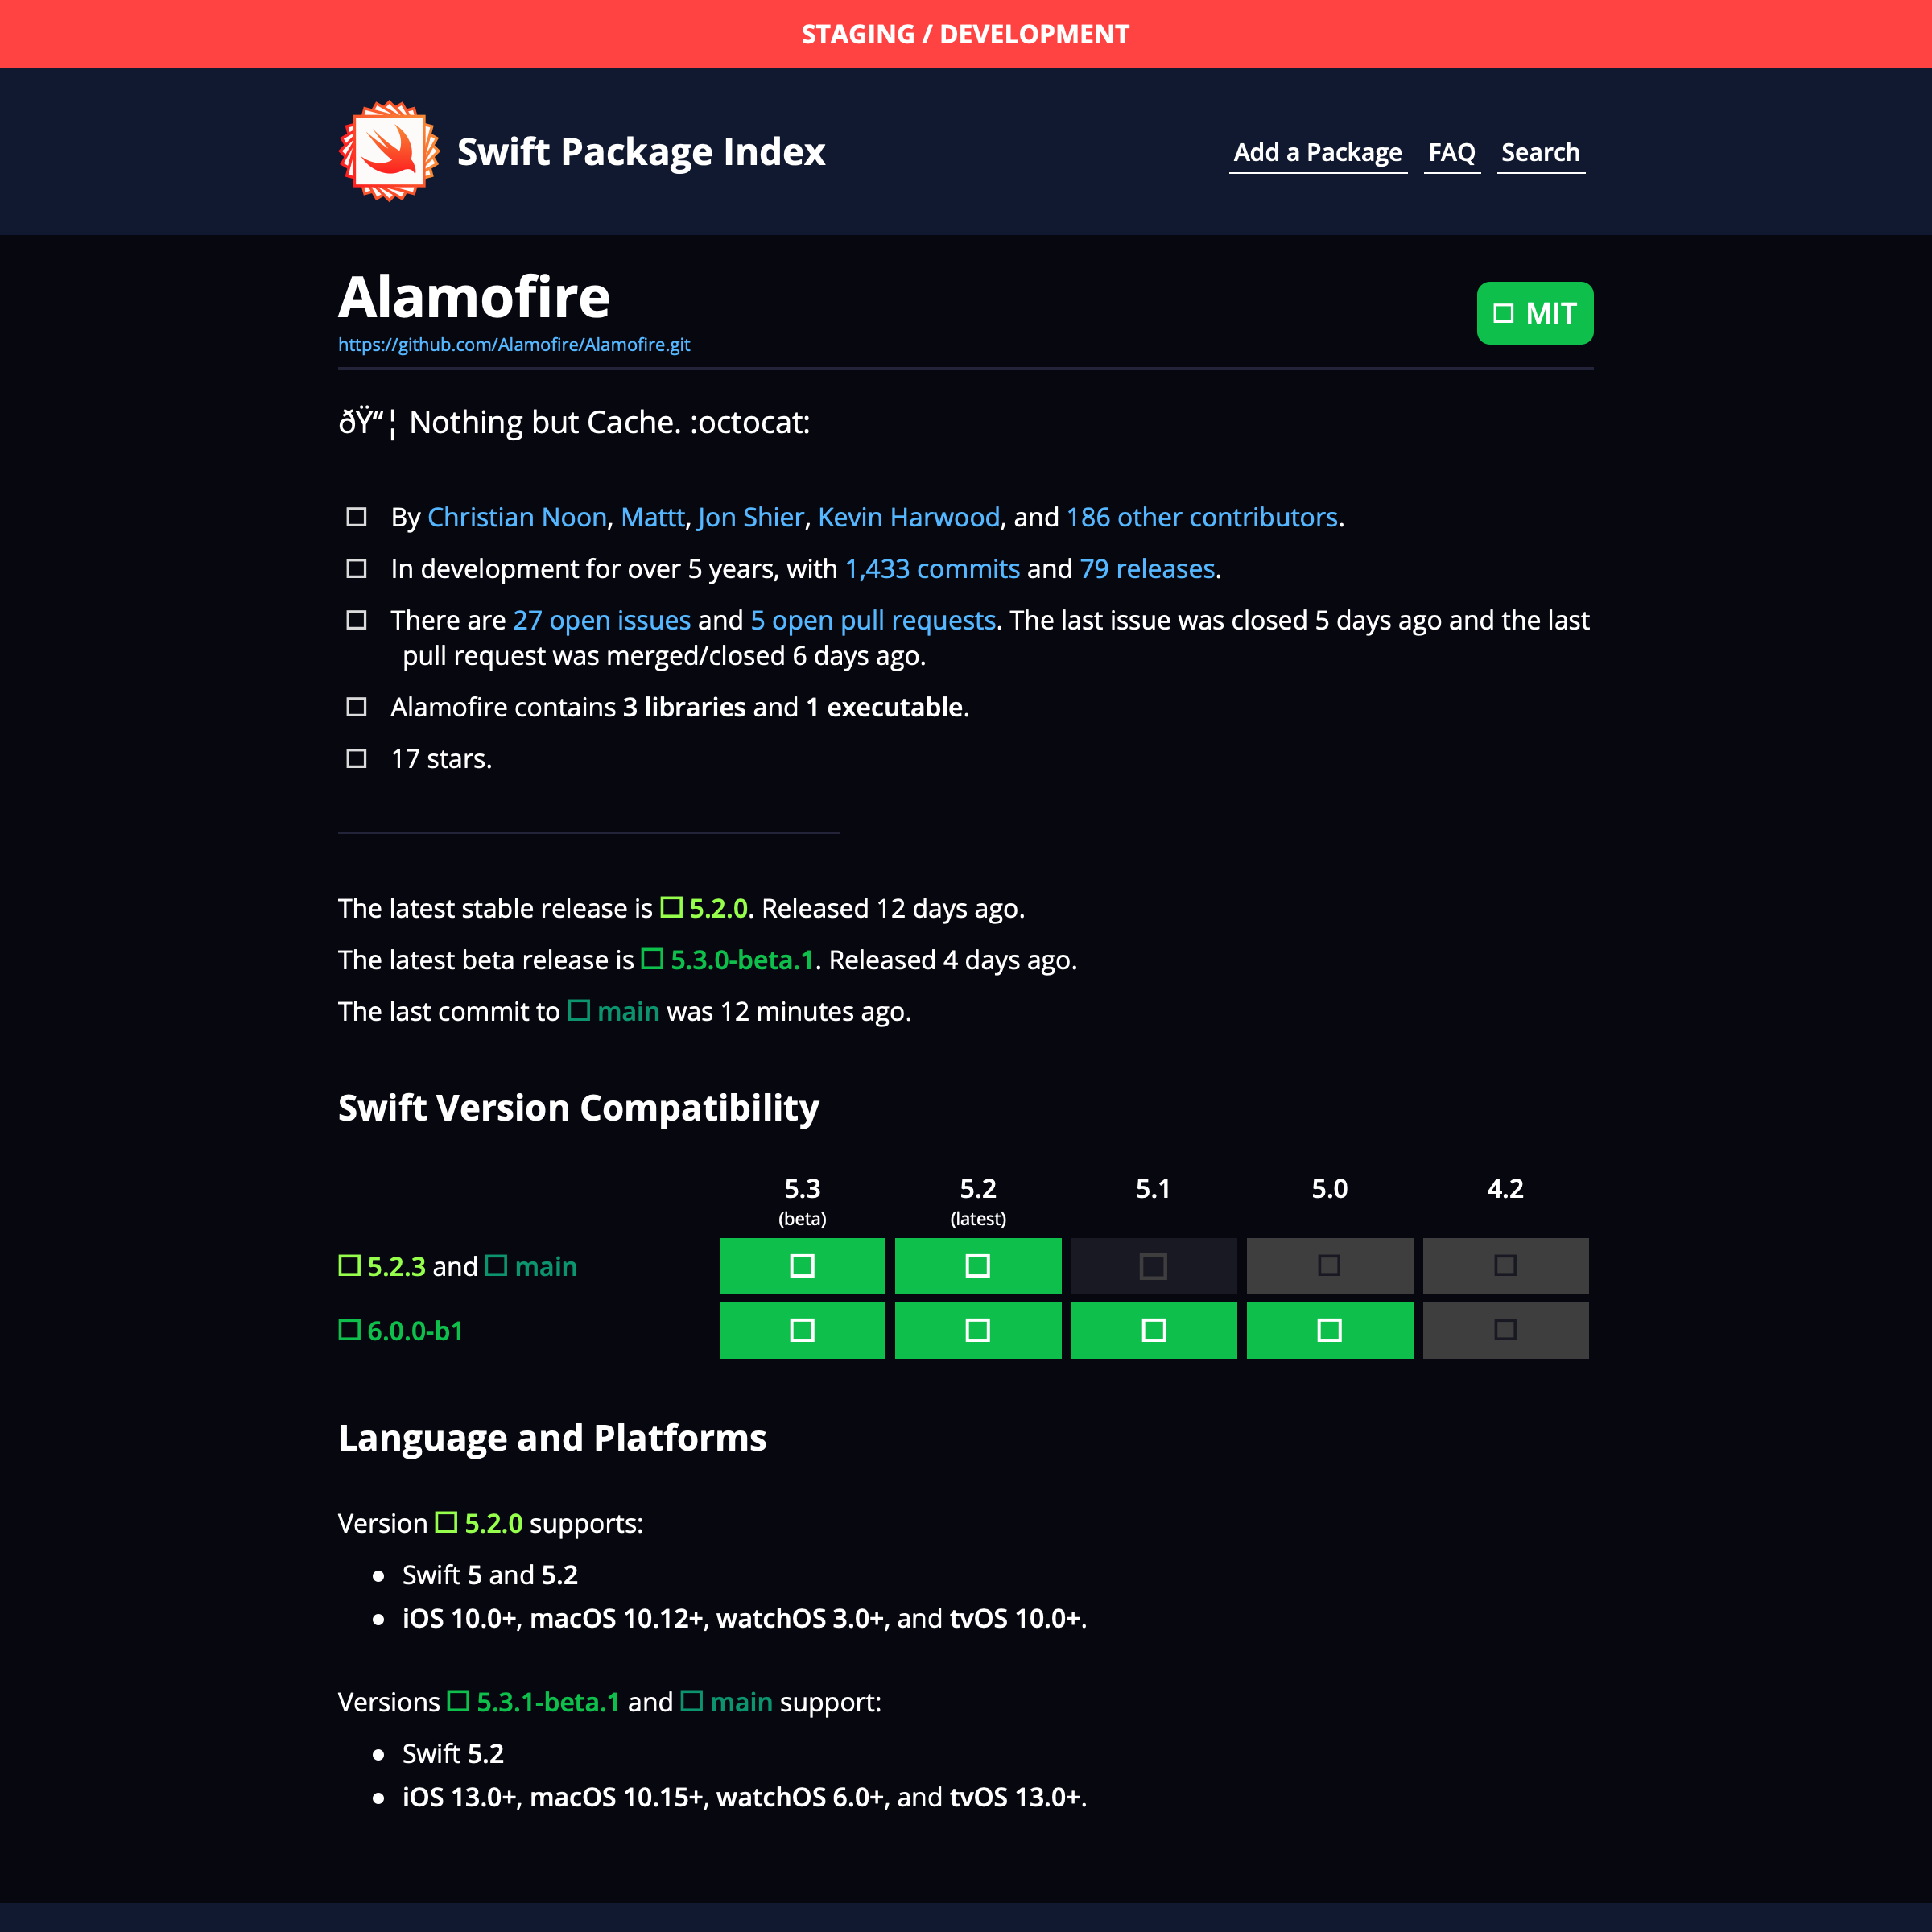 STAGING / DEVELOPMENT
Swift Package Index
Add a Package FAQ Search
Alamofire
MIT
https://github.com/Alamofire/Alamofire.git
ðŸ“¦ Nothing but Cache. :octocat:
By Christian Noon, Mattt, Jon Shier, Kevin Harwood, and 186 other contributors.
In development for over 5 years, with 1,433 commits and 79 releases.
There are 27 open issues and 5 open pull requests. The last issue was closed 5 days ago and the last
pull request was merged/closed 6 days ago.
Alamofire contains 3 libraries and 1 executable.
17 stars.
The latest stable release is 5.2.0. Released 12 days ago.
The latest beta release is 5.3.0-beta.1. Released 4 days ago.
The last commit to main was 12 minutes ago.
Swift Version Compatibility
5.3 5.2 5.1 5.0 4.2
(beta) (latest)
5.2.3 and main
6.0.0-b1
Language and Platforms
Version 5.2.0 supports:
Swift 5 and 5.2
iOS 10.0+, macOS 10.12+, watchOS 3.0+, and tvOS 10.0+.
Versions 5.3.1-beta.1 and main support:
Swift 5.2
iOS 13.0+, macOS 10.15+, watchOS 6.0+, and tvOS 13.0+.